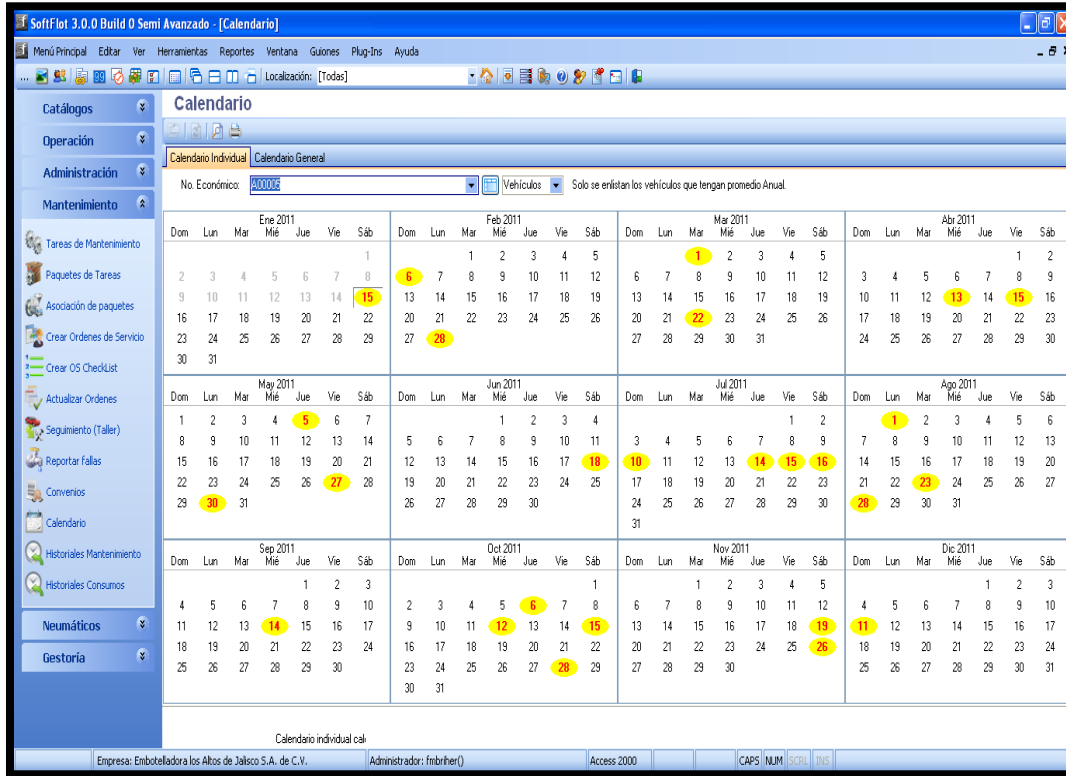 SoftFlot 3.0.0 Build 0 Semi Avanzado - [Calendario]
Menú Principal Editar Ver Herramientas Reportes Ventana Guiones Plug-Ins Ayuda
Localización: [Todas]
Catálogos
Operación
Administración
Mantenimiento
Tareas de Mantenimiento
Paquetes de Tareas
Asociación de paquetes
Crear Ordenes de Servicio
Crear OS CheckList
Actualizar Ordenes
Seguimiento (Taller)
Reportar fallas
Convenios
Calendario
Historiales Mantenimiento
Historiales Consumos
Neumáticos
Gestoría
Calendario
Calendario Individual Calendario General
No. Económico: A00005 Vehículos Solo se enlistan los vehículos que tengan promedio Anual.
Ene 2011
Dom Lun Mar Mié Jue Vie Sáb
1
2 3 4 5 6 7 8
9 10 11 12 13 14 15
16 17 18 19 20 21 22
23 24 25 26 27 28 29
30 31
Feb 2011
Dom Lun Mar Mié Jue Vie Sáb
1 2 3 4 5
6 7 8 9 10 11 12
13 14 15 16 17 18 19
20 21 22 23 24 25 26
27 28
Mar 2011
Dom Lun Mar Mié Jue Vie Sáb
1 2 3 4 5
6 7 8 9 10 11 12
13 14 15 16 17 18 19
20 21 22 23 24 25 26
27 28 29 30 31
Abr 2011
Dom Lun Mar Mié Jue Vie Sáb
1 2
3 4 5 6 7 8 9
10 11 12 13 14 15 16
17 18 19 20 21 22 23
24 25 26 27 28 29 30
May 2011
Dom Lun Mar Mié Jue Vie Sáb
1 2 3 4 5 6 7
8 9 10 11 12 13 14
15 16 17 18 19 20 21
22 23 24 25 26 27 28
29 30 31
Jun 2011
Dom Lun Mar Mié Jue Vie Sáb
1 2 3 4
5 6 7 8 9 10 11
12 13 14 15 16 17 18
19 20 21 22 23 24 25
26 27 28 29 30
Jul 2011
Dom Lun Mar Mié Jue Vie Sáb
1 2
3 4 5 6 7 8 9
10 11 12 13 14 15 16
17 18 19 20 21 22 23
24 25 26 27 28 29 30
31
Ago 2011
Dom Lun Mar Mié Jue Vie Sáb
1 2 3 4 5 6
7 8 9 10 11 12 13
14 15 16 17 18 19 20
21 22 23 24 25 26 27
28 29 30 31
Sep 2011
Dom Lun Mar Mié Jue Vie Sáb
1 2 3
4 5 6 7 8 9 10
11 12 13 14 15 16 17
18 19 20 21 22 23 24
25 26 27 28 29 30
Oct 2011
Dom Lun Mar Mié Jue Vie Sáb
1
2 3 4 5 6 7 8
9 10 11 12 13 14 15
16 17 18 19 20 21 22
23 24 25 26 27 28 29
30 31
Nov 2011
Dom Lun Mar Mié Jue Vie Sáb
1 2 3 4 5
6 7 8 9 10 11 12
13 14 15 16 17 18 19
20 21 22 23 24 25 26
27 28 29 30
Dic 2011
Dom Lun Mar Mié Jue Vie Sáb
1 2 3
4 5 6 7 8 9 10
11 12 13 14 15 16 17
18 19 20 21 22 23 24
25 26 27 28 29 30 31
Calendario individual cal
Empresa: Embotelladora los Altos de Jalisco S.A. de C.V. Administrador: fmbriher() Access 2000 CAPS NUM SCRL INS